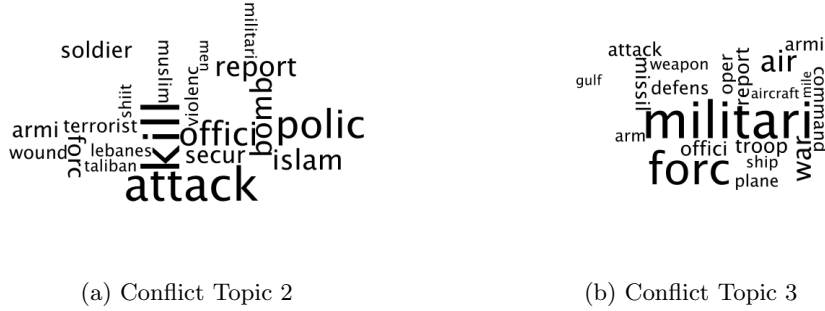 militari
soldier
muslim
men
report
shiit
violenc
bomb
armi
terrorist
kill
offici
polic
wound
forc
lebanes
secur
islam
taliban
attack
armi
attack
weapon
missil
oper
report
air
gulf
defens
aircraft
mile
command
militari
arm
offici
troop
war
forc
ship
plane
(a) Conflict Topic 2
(b) Conflict Topic 3